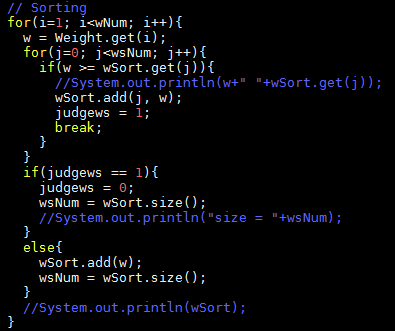 // Sorting
for(i=1; i<wNum; i++){
  w = Weight.get(i);
  for(j=0; j<wsNum; j++){
    if(w >= wSort.get(j)){
      //System.out.println(w+" "+wSort.get(j));
      wSort.add(j, w);
      judgews = 1;
      break;
    }
  }
  if(judgews == 1){
    judgews = 0;
    wsNum = wSort.size();
    //System.out.println("size = "+wsNum);
  }
  else{
    wSort.add(w);
    wsNum = wSort.size();
  }
  //System.out.println(wSort);
}